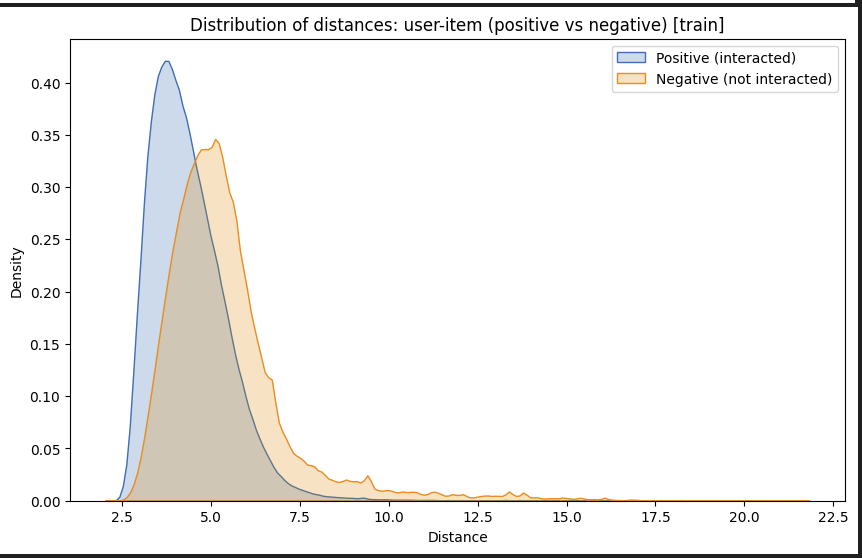 Distribution of distances: user-item (positive vs negative) [train]
Positive (interacted)
Negative (not interacted)
0.40
0.35
0.30
0.25
0.20
0.15
0.10
0.05
0.00
Density
2.5 5.0 7.5 10.0 12.5 15.0 17.5 20.0 22.5
Distance